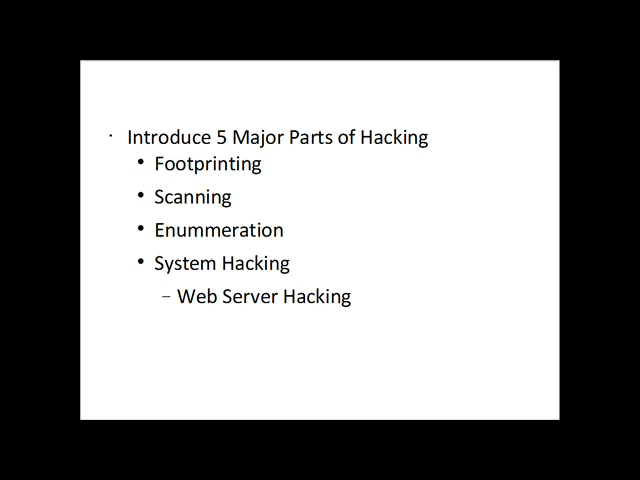 · Introduce 5 Major Parts of Hacking
• Footprinting
• Scanning
• Enummeration
• System Hacking
– Web Server Hacking